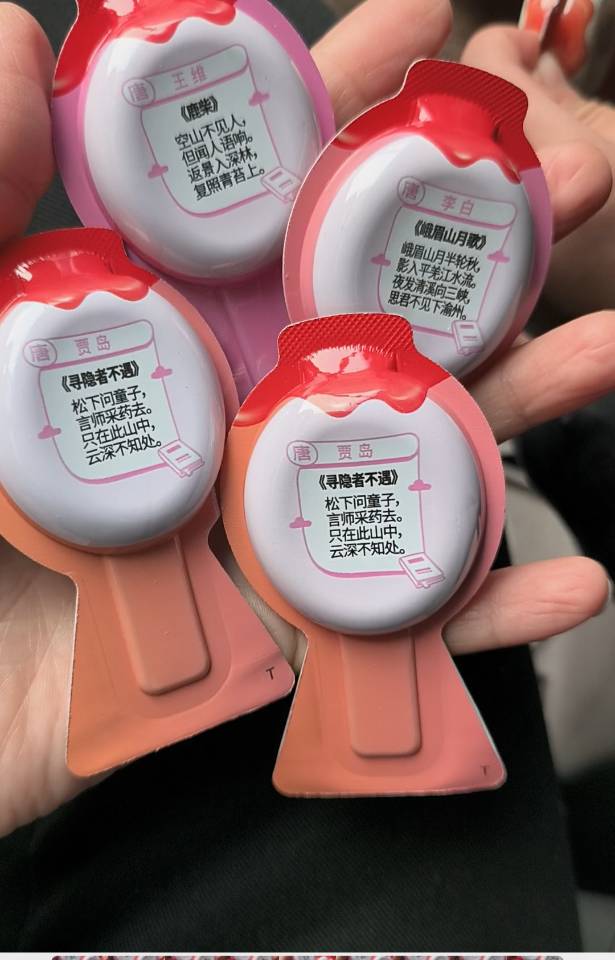 唐 王维
《鹿柴》
空山不见人，
但闻人语响。
返景入深林，
复照青苔上。
唐 李白
《峨眉山月歌》
峨眉山月半轮秋，
影入平羌江水流。
夜发清溪向三峡，
思君不见下渝州。
唐 贾岛
《寻隐者不遇》
松下问童子，
言师采药去。
只在此山中，
云深不知处。
T
唐 贾岛
《寻隐者不遇》
松下问童子，
言师采药去。
只在此山中，
云深不知处。
T